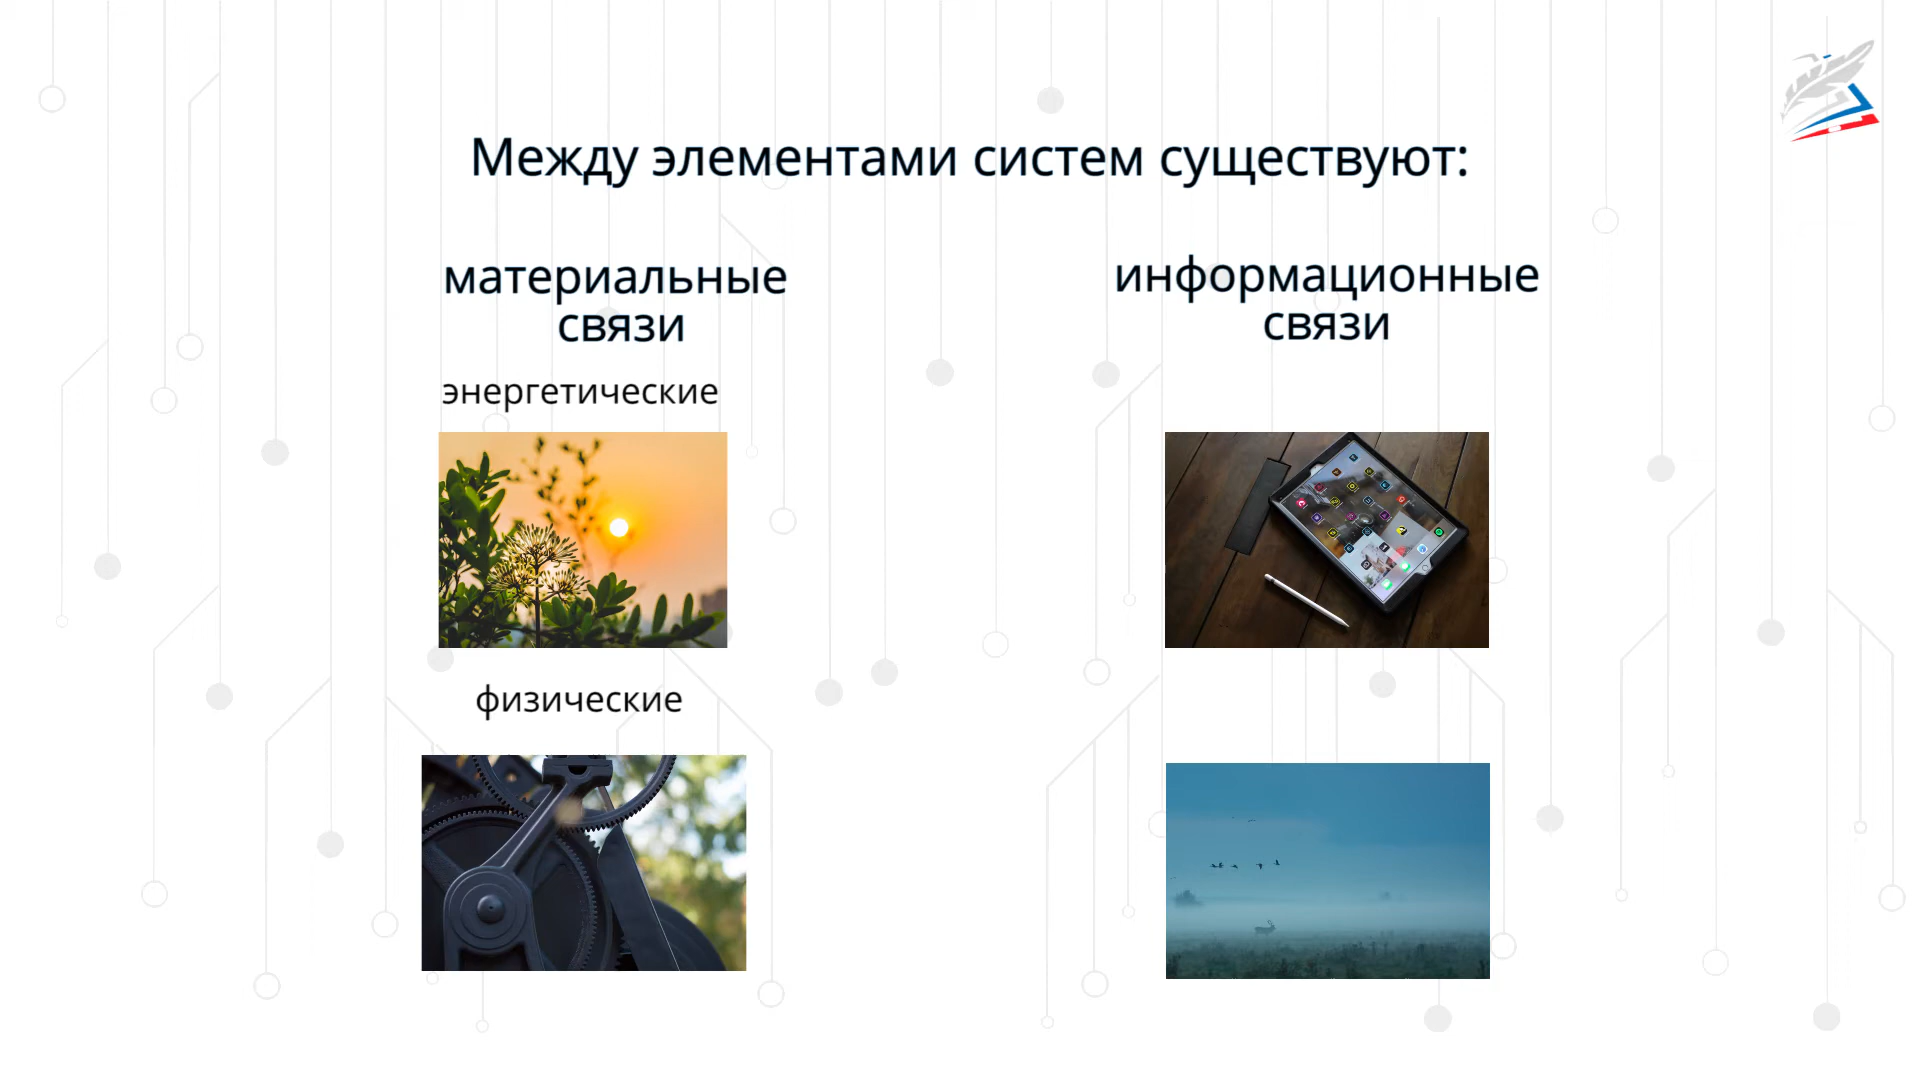 Между элементами систем существуют:
материальные
связи
энергетические
физические
информационные
связи